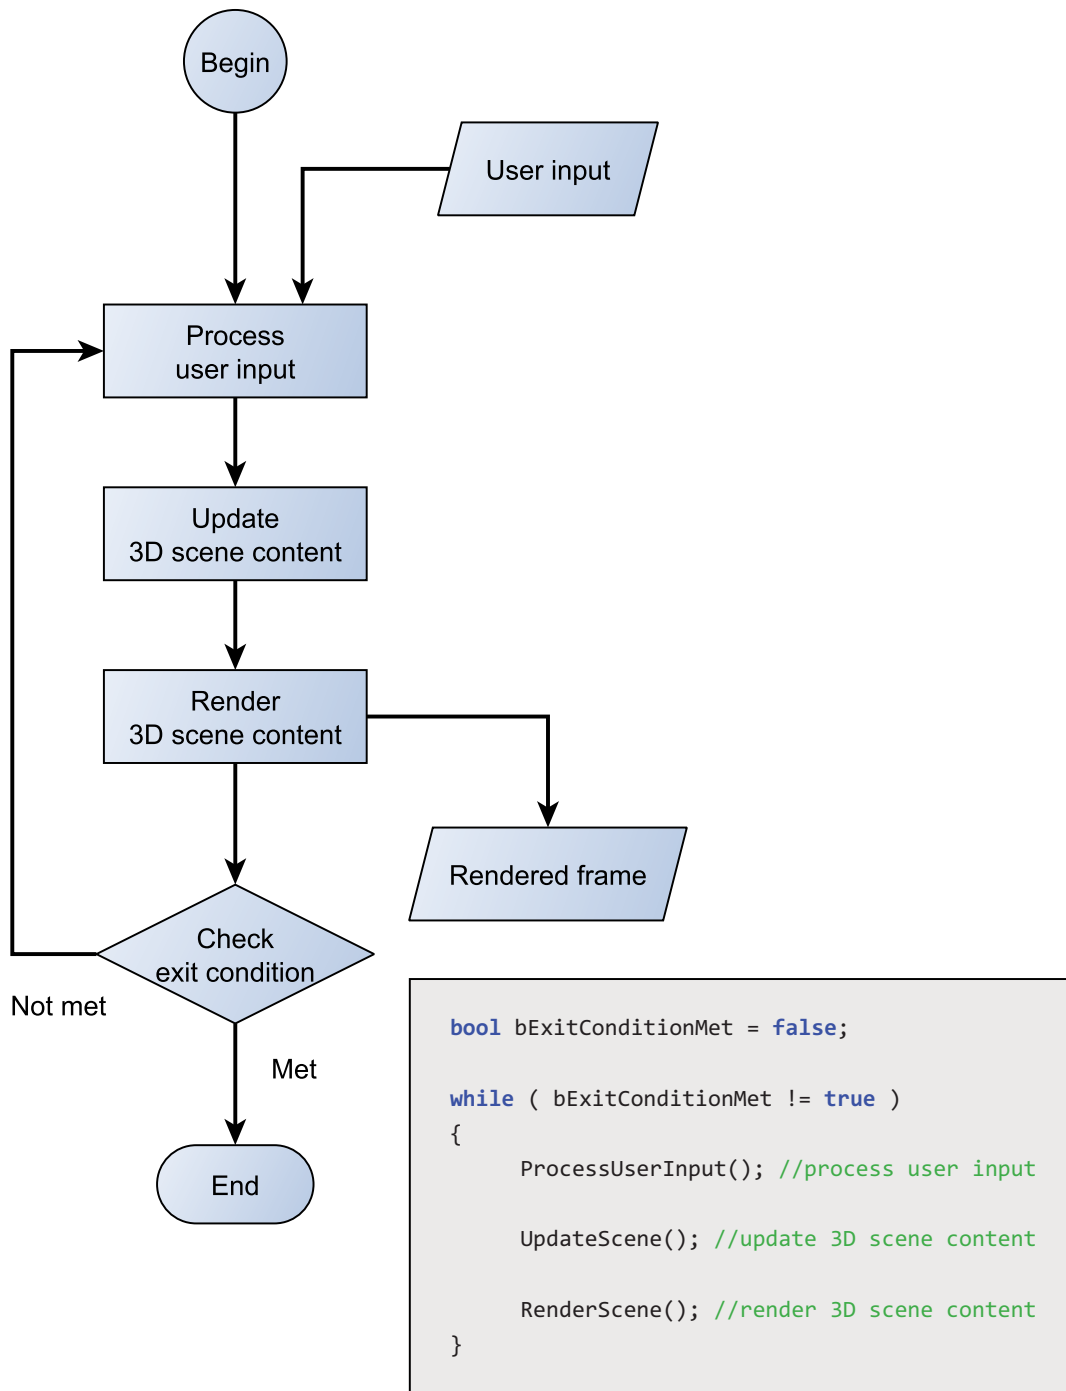 Begin
User input
Process
user input
Update
3D scene content
Render
3D scene content
Rendered frame
Check
exit condition
Not met
Met
End
bool bExitConditionMet = false;
while ( bExitConditionMet != true )
{
ProcessUserInput(); //process user input
UpdateScene(); //update 3D scene content
RenderScene(); //render 3D scene content
}